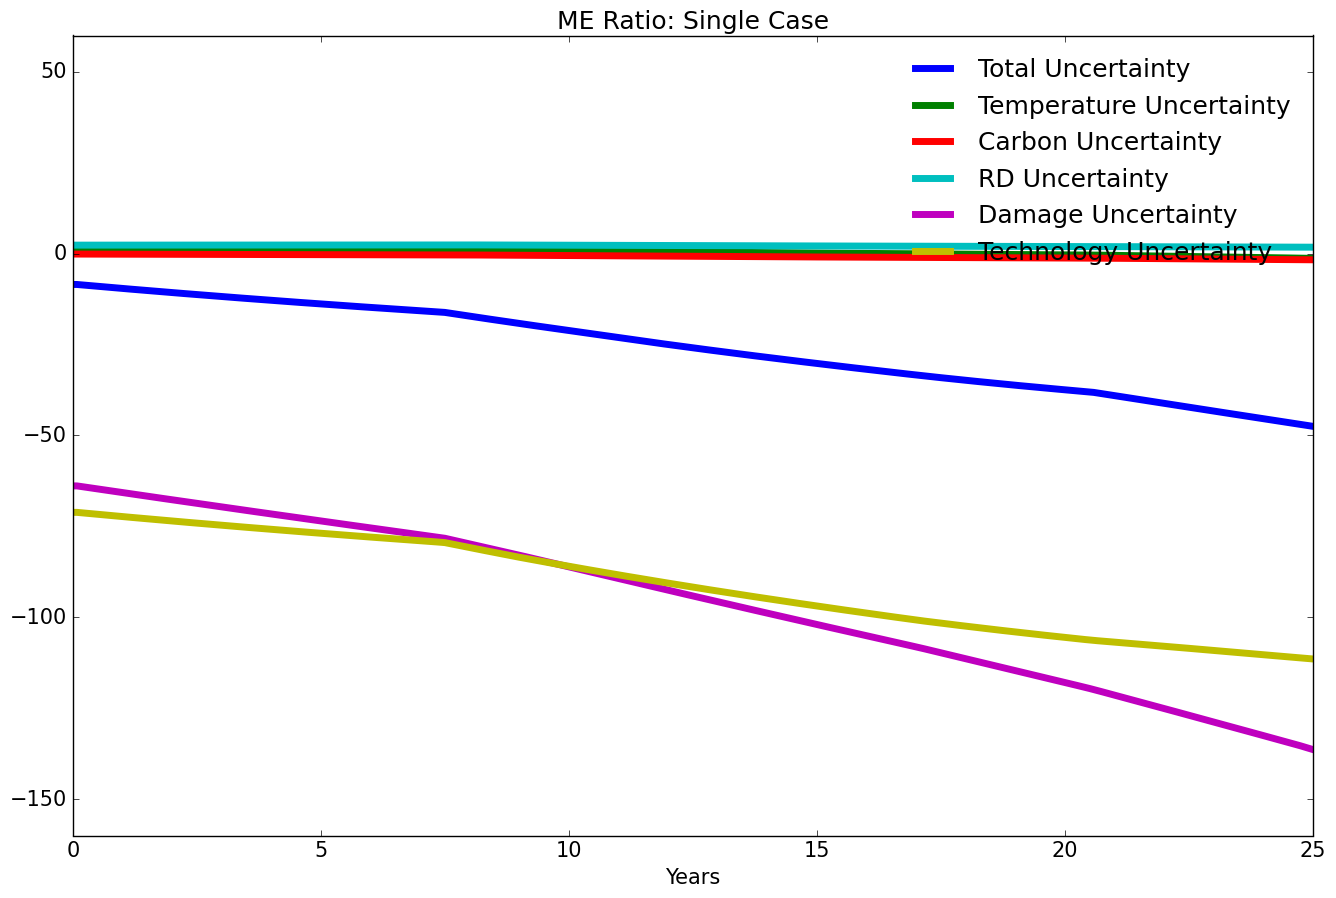 ME Ratio: Single Case
50
0
−50
−100
−150
Total Uncertainty
Temperature Uncertainty
Carbon Uncertainty
RD Uncertainty
Damage Uncertainty
Technology Uncertainty
0 5 10 15 20 25
Years